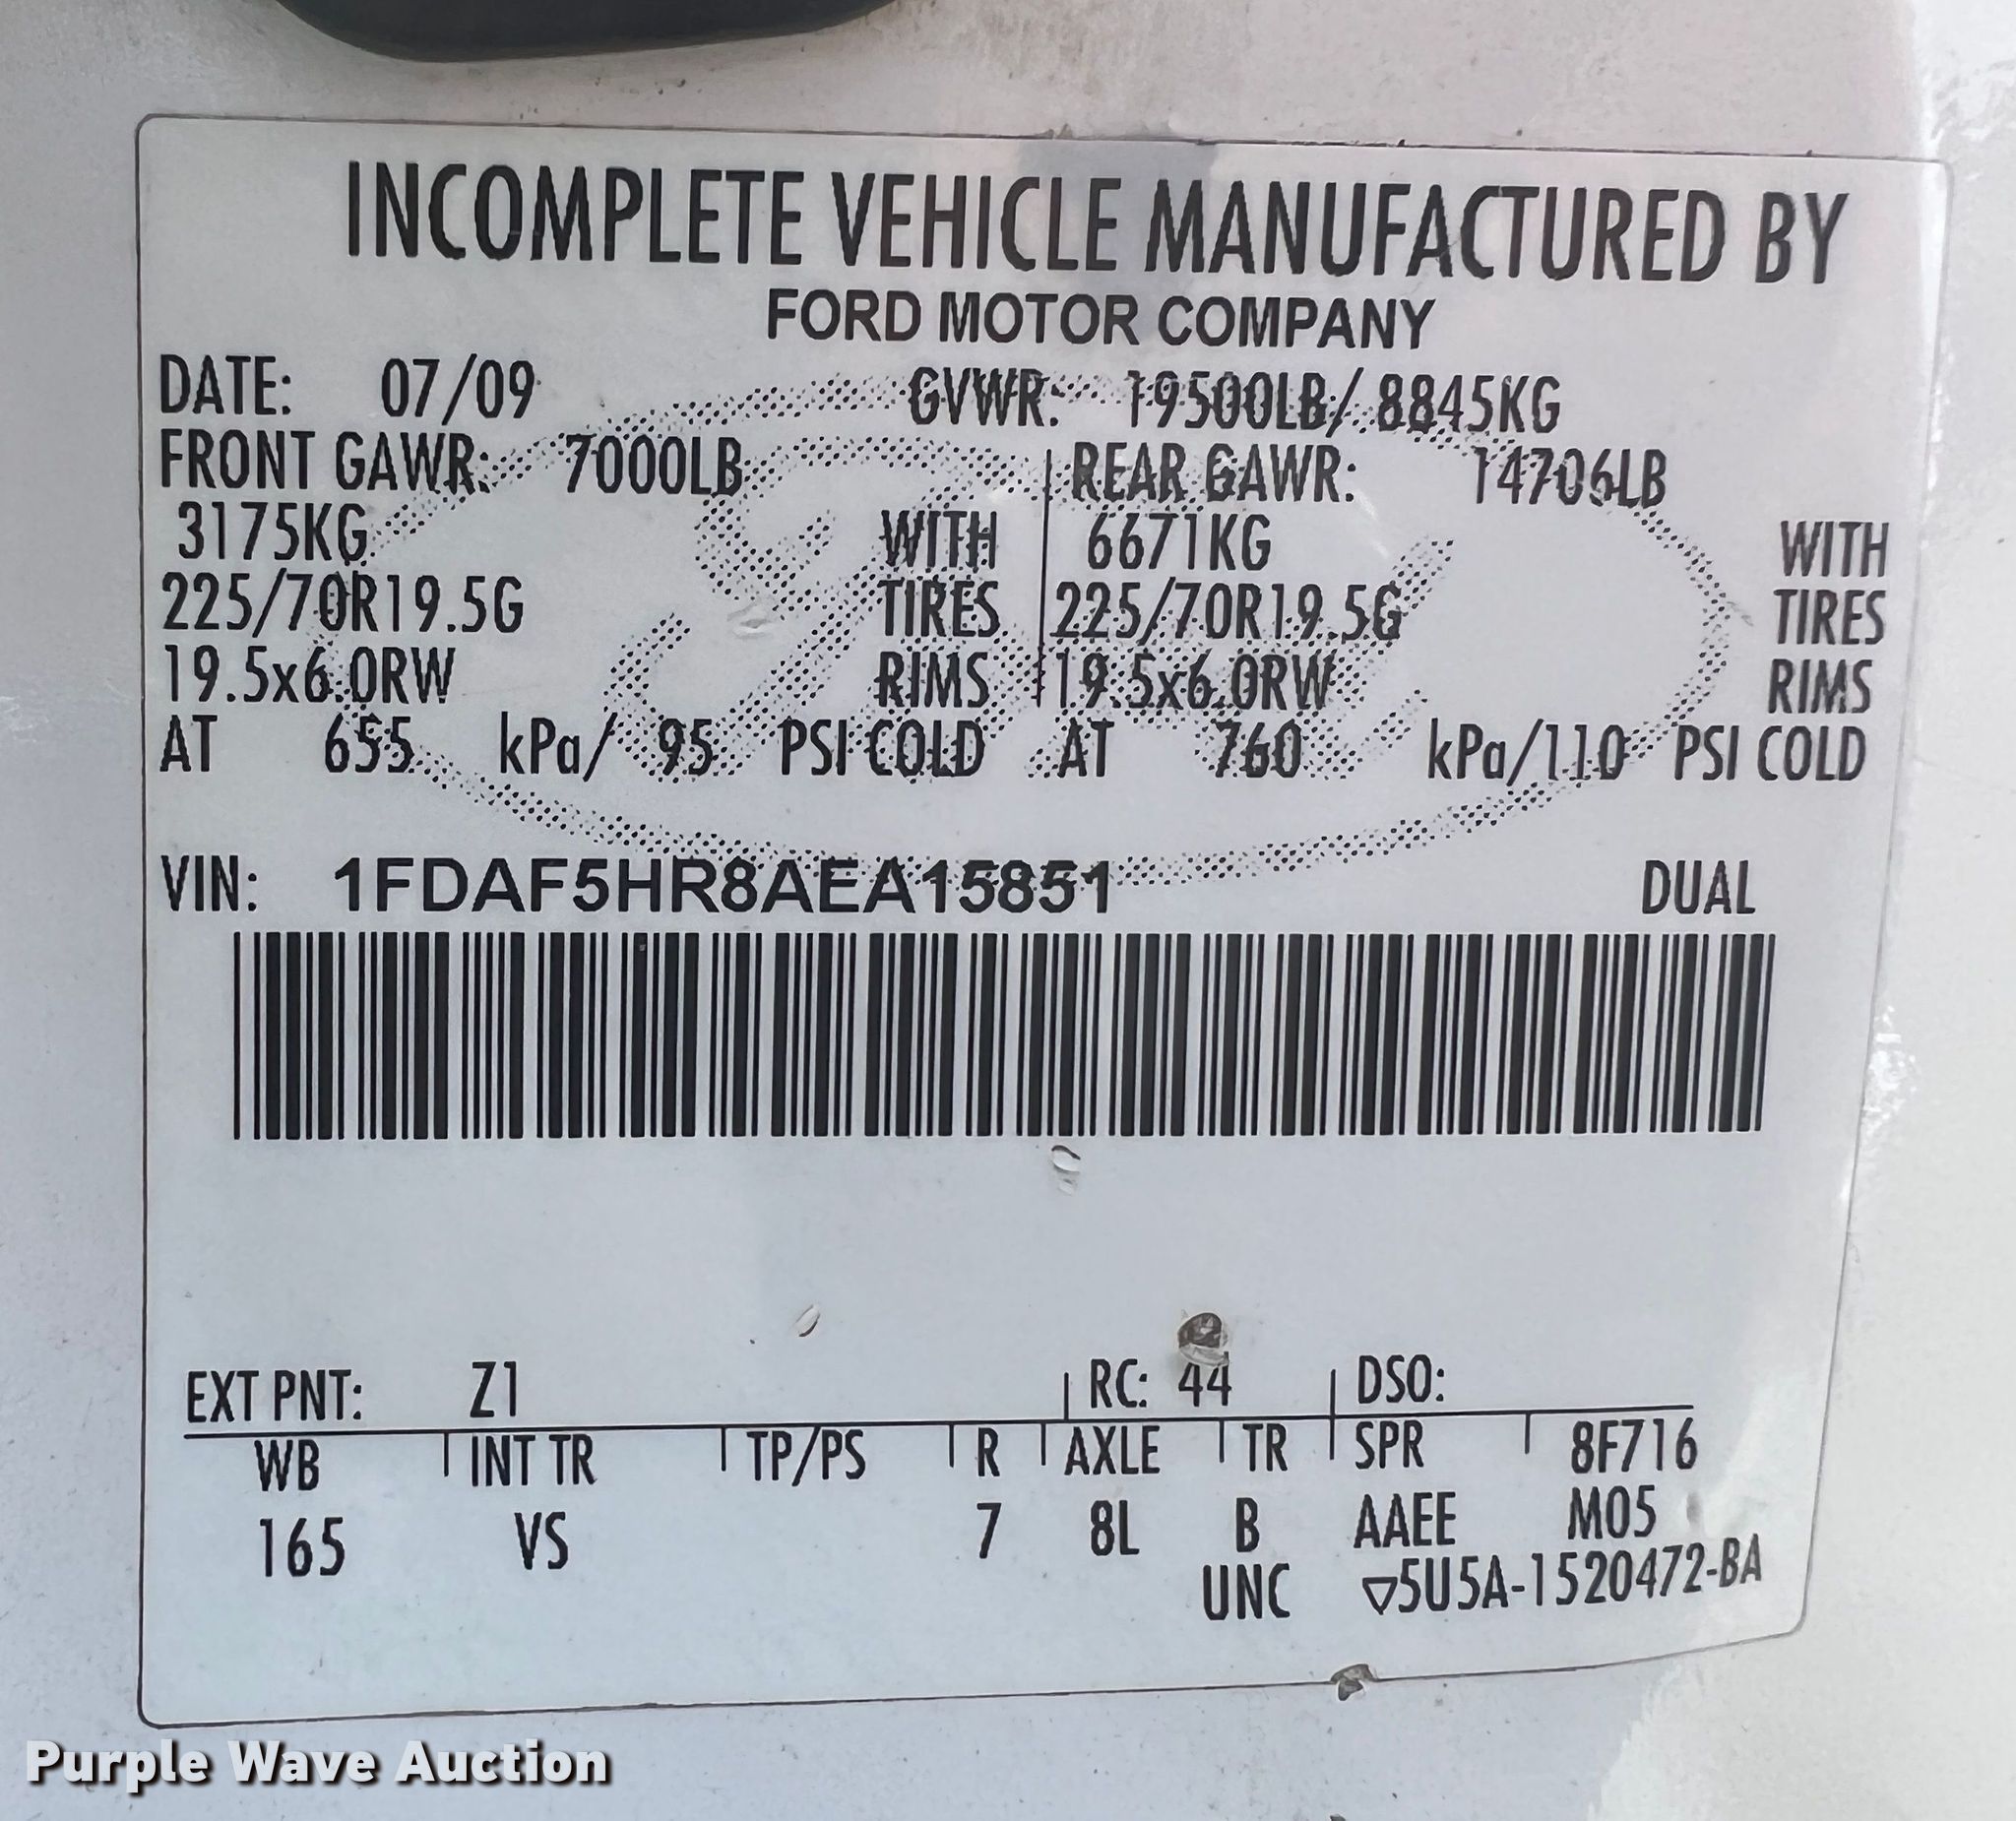 INCOMPLETE VEHICLE MANUFACTURED BY
FORD MOTOR COMPANY
DATE: 07/09 GVWR: 19500LB/ 8845KG
FRONT GAWR: 7000LB REAR GAWR: 14706LB
3175KG WITH 6671KG WITH
225/70R19.5G TIRES 225/70R19.5G TIRES
19.5x6.0RW RIMS 19.5x6.0RW RIMS
AT 655 kPa/ 95 PSI COLD AT 760 kPa/110 PSI COLD
VIN: 1FDAF5HR8AEA15851 DUAL
EXT PNT: Z1 RC: 44 DSO:
WB INT TR TP/PS R AXLE TR SPR 8F716
165 VS 7 8L B AAEE M05
UNC ▽5U5A-1520472-BA
Purple Wave Auction